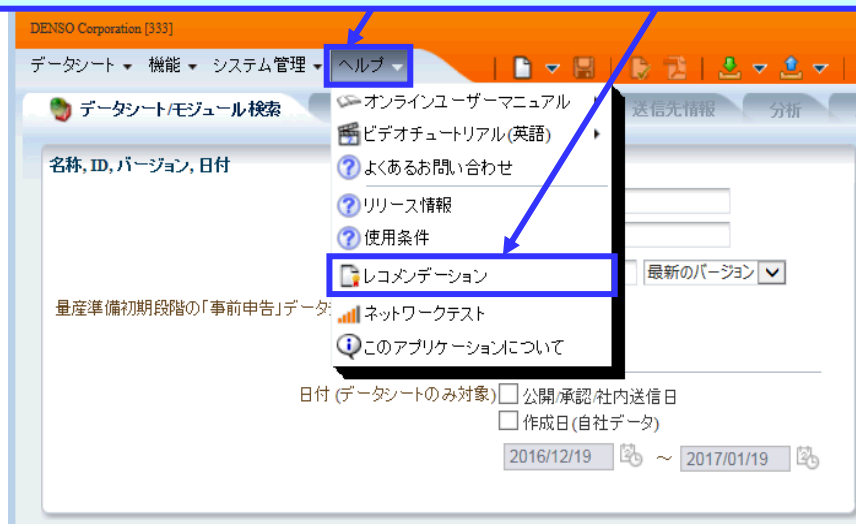 DENSO Corporation [333]
データシート 機能 システム管理 ヘルプ
データシート/モジュール検索 送信先情報 分析
オンラインユーザーマニュアル
ビデオチュートリアル(英語)
名称, ID, バージョン, 日付
よくあるお問い合わせ
リリース情報
使用条件
レコメンデーション
最新のバージョン
量産準備初期段階の「事前申告」データ
ネットワークテスト
このアプリケーションについて
日付 (データシートのみ対象) 公開/承認/社内送信日
作成日(自社データ)
2016/12/19 ~ 2017/01/19